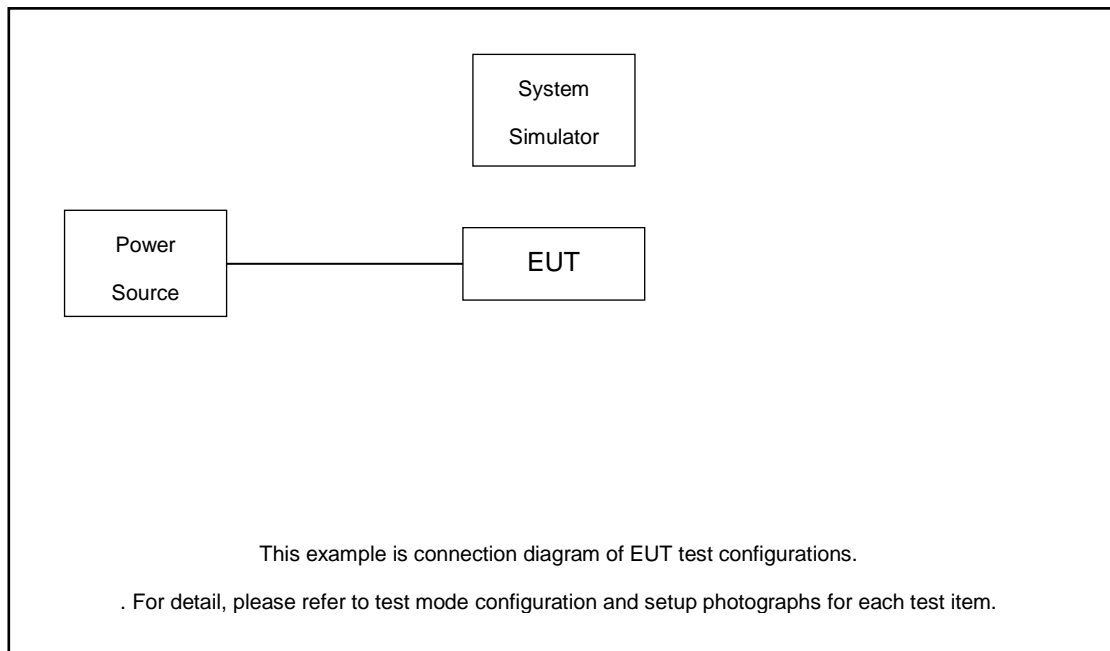 System
Simulator
Power
Source
EUT
This example is connection diagram of EUT test configurations.
. For detail, please refer to test mode configuration and setup photographs for each test item.